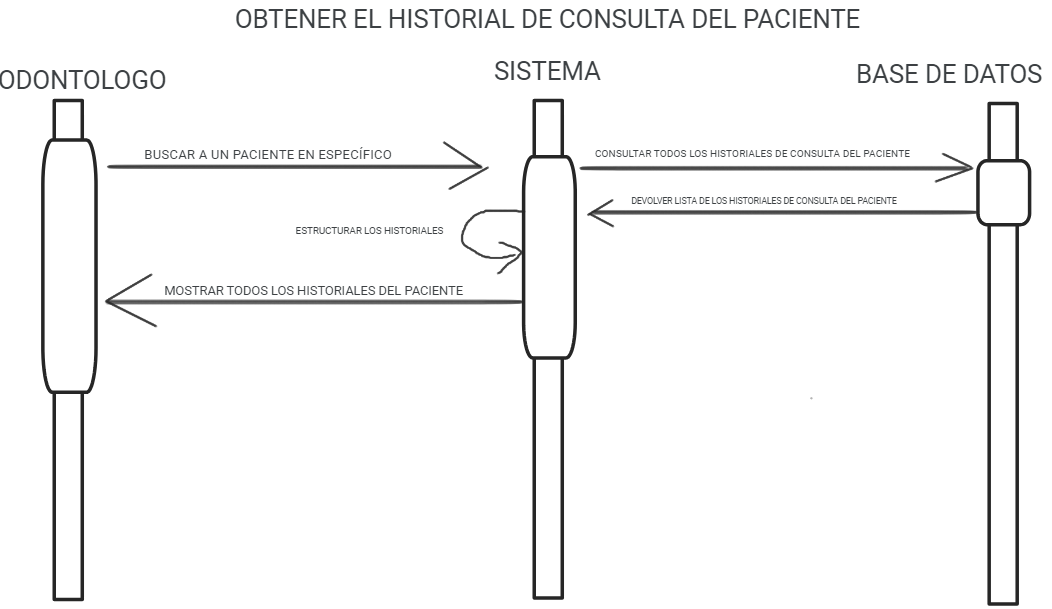 OBTENER EL HISTORIAL DE CONSULTA DEL PACIENTE
ODONTOLOGO
SISTEMA
BASE DE DATOS
BUSCAR A UN PACIENTE EN ESPECÍFICO
CONSULTAR TODOS LOS HISTORIALES DE CONSULTA DEL PACIENTE
DEVOLVER LISTA DE LOS HISTORIALES DE CONSULTA DEL PACIENTE
ESTRUCTURAR LOS HISTORIALES
MOSTRAR TODOS LOS HISTORIALES DEL PACIENTE